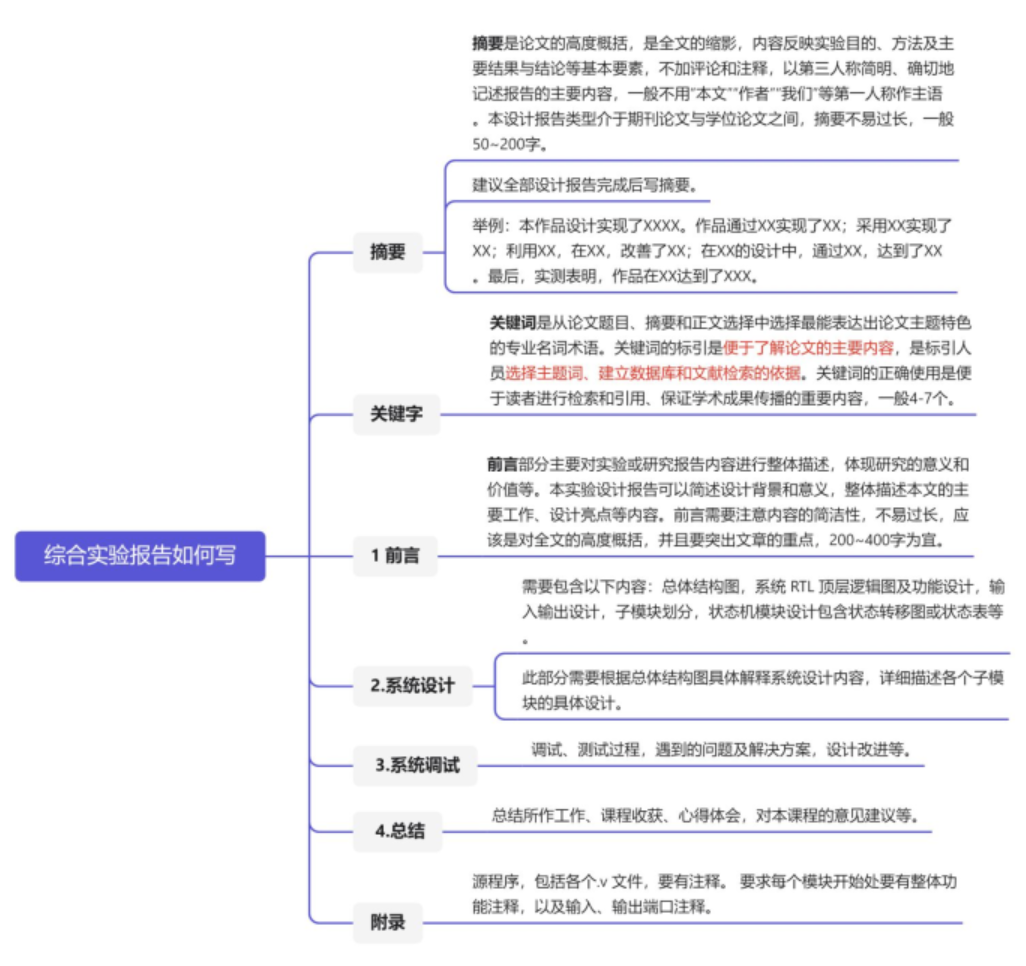 综合实验报告如何写
摘要
摘要是论文的高度概括，是全文的缩影，内容反映实验目的、方法及主
要结果与结论等基本要素，不加评论和注释，以第三人称简明、确切地
记述报告的主要内容，一般不用“本文”“作者”“我们”等第一人称作主语
。本设计报告类型介于期刊论文与学位论文之间，摘要不易过长，一般
50~200字。
建议全部设计报告完成后写摘要。
举例：本作品设计实现了XXXX。作品通过XX实现了XX；采用XX实现了
XX；利用XX，在XX，改善了XX；在XX的设计中，通过XX，达到了XX
。最后，实测表明，作品在XX达到了XXX。
关键字
关键词是从论文题目、摘要和正文选择中选择最能表达出论文主题特色
的专业名词术语。关键词的标引是便于了解论文的主要内容，是标引人
员选择主题词、建立数据库和文献检索的依据。关键词的正确使用是便
于读者进行检索和引用、保证学术成果传播的重要内容，一般4-7个。
1 前言
前言部分主要对实验或研究报告内容进行整体描述，体现研究的意义和
价值等。本实验设计报告可以简述设计背景和意义，整体描述本文的主
要工作、设计亮点等内容。前言需要注意内容的简洁性，不易过长，应
该是对全文的高度概括，并且要突出文章的重点，200~400字为宜。
2.系统设计
需要包含以下内容：总体结构图，系统 RTL 顶层逻辑图及功能设计，输
入输出设计，子模块划分，状态机模块设计包含状态转移图或状态表等
。
此部分需要根据总体结构图具体解释系统设计内容，详细描述各个子模
块的具体设计。
3.系统调试
调试、测试过程，遇到的问题及解决方案，设计改进等。
4.总结
总结所作工作、课程收获、心得体会，对本课程的意见建议等。
附录
源程序，包括各个.v 文件，要有注释。 要求每个模块开始处要有整体功
能注释，以及输入、输出端口注释。